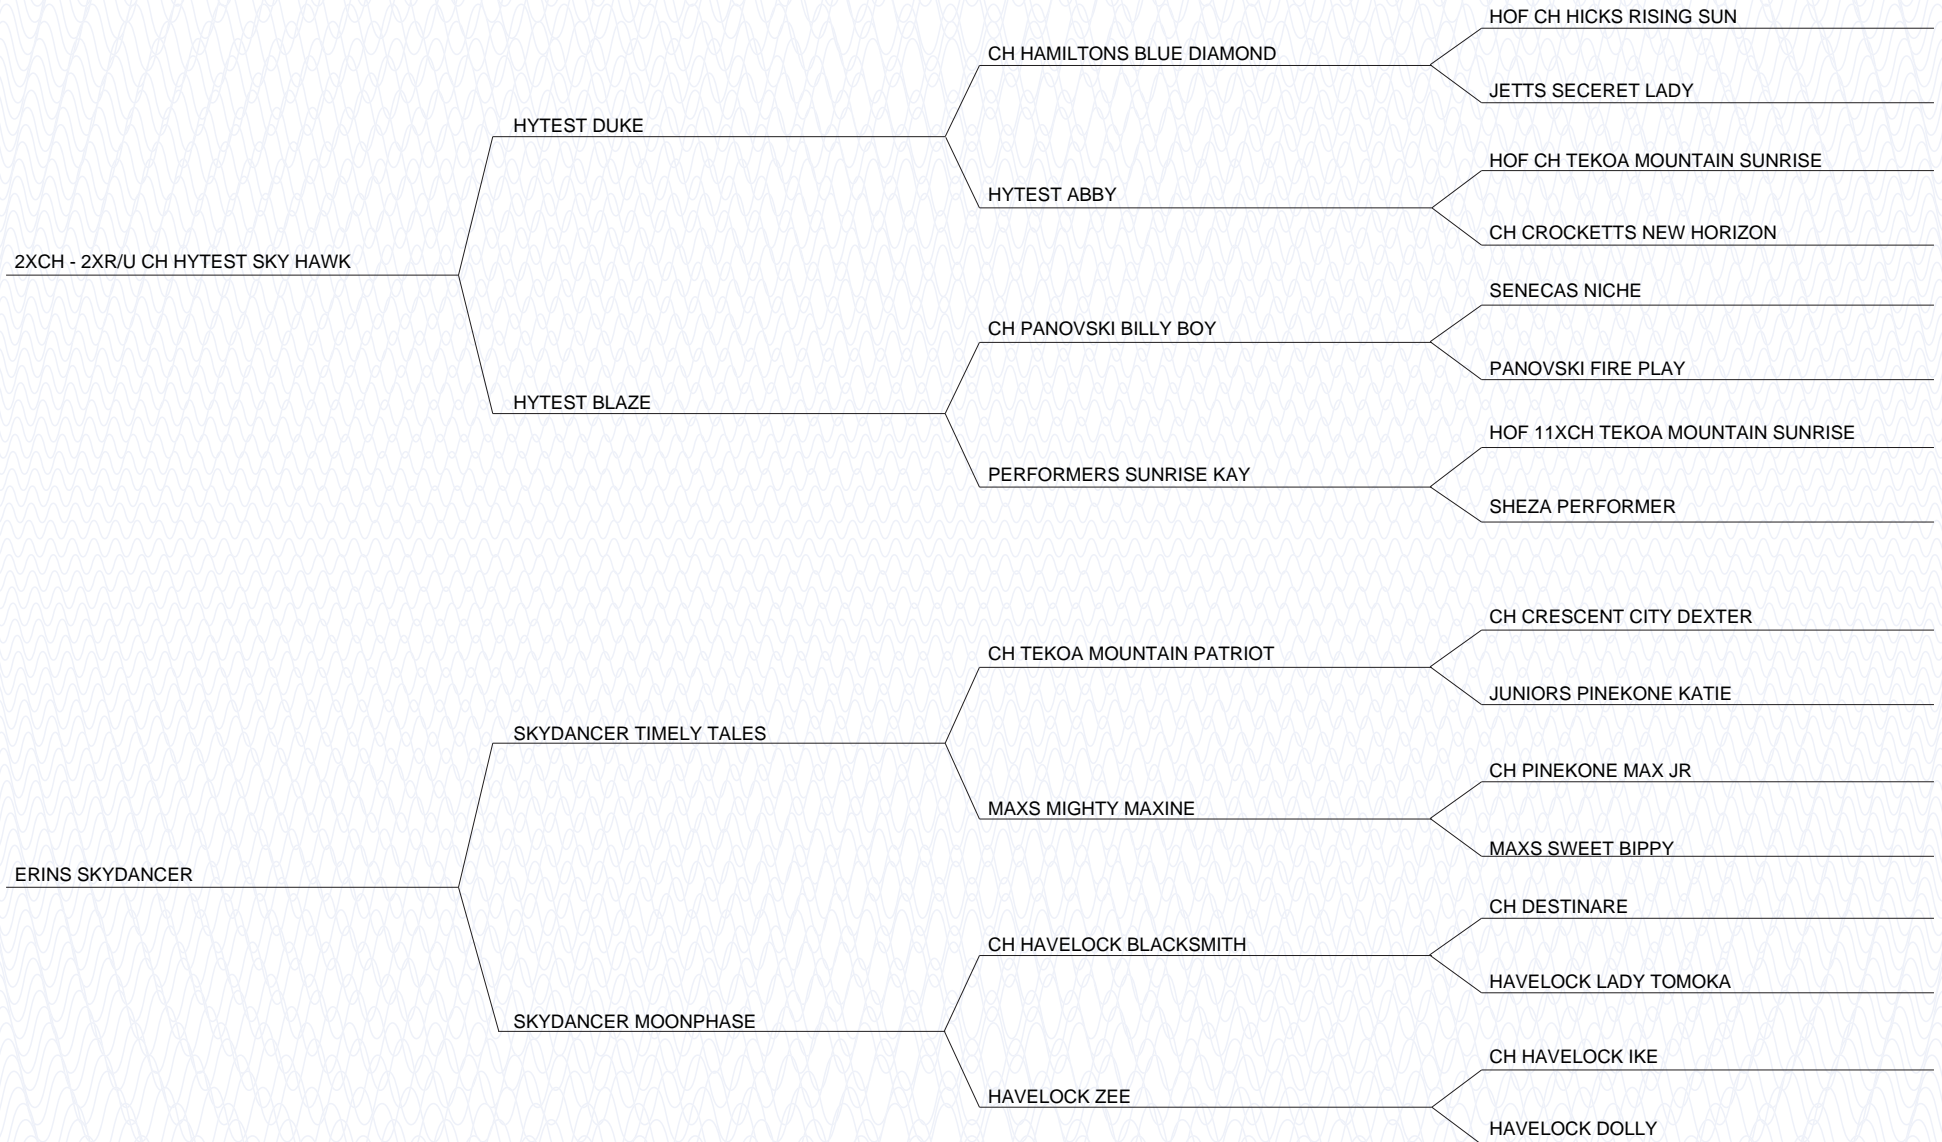 HOF CH HICKS RISING SUN
CH HAMILTONS BLUE DIAMOND
JETTS SECERET LADY
HYTEST DUKE
HOF CH TEKOA MOUNTAIN SUNRISE
HYTEST ABBY
CH CROCKETTS NEW HORIZON
2XCH - 2XR/U CH HYTEST SKY HAWK
SENECAS NICHE
CH PANOVSKI BILLY BOY
PANOVSKI FIRE PLAY
HYTEST BLAZE
HOF 11XCH TEKOA MOUNTAIN SUNRISE
PERFORMERS SUNRISE KAY
SHEZA PERFORMER
CH CRESCENT CITY DEXTER
CH TEKOA MOUNTAIN PATRIOT
JUNIORS PINEKONE KATIE
SKYDANCER TIMELY TALES
CH PINEKONE MAX JR
MAXS MIGHTY MAXINE
MAXS SWEET BIPPY
ERINS SKYDANCER
CH DESTINARE
CH HAVELOCK BLACKSMITH
HAVELOCK LADY TOMOKA
SKYDANCER MOONPHASE
CH HAVELOCK IKE
HAVELOCK ZEE
HAVELOCK DOLLY